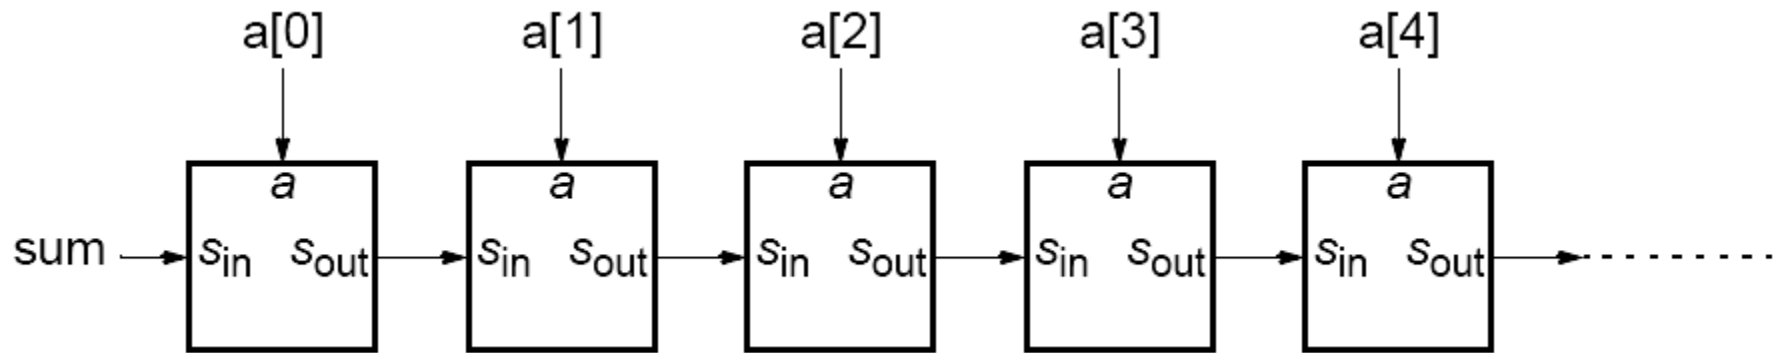 a[0] a[1] a[2] a[3] a[4]
a a a a a
sum sin sout sin sout sin sout sin sout sin sout